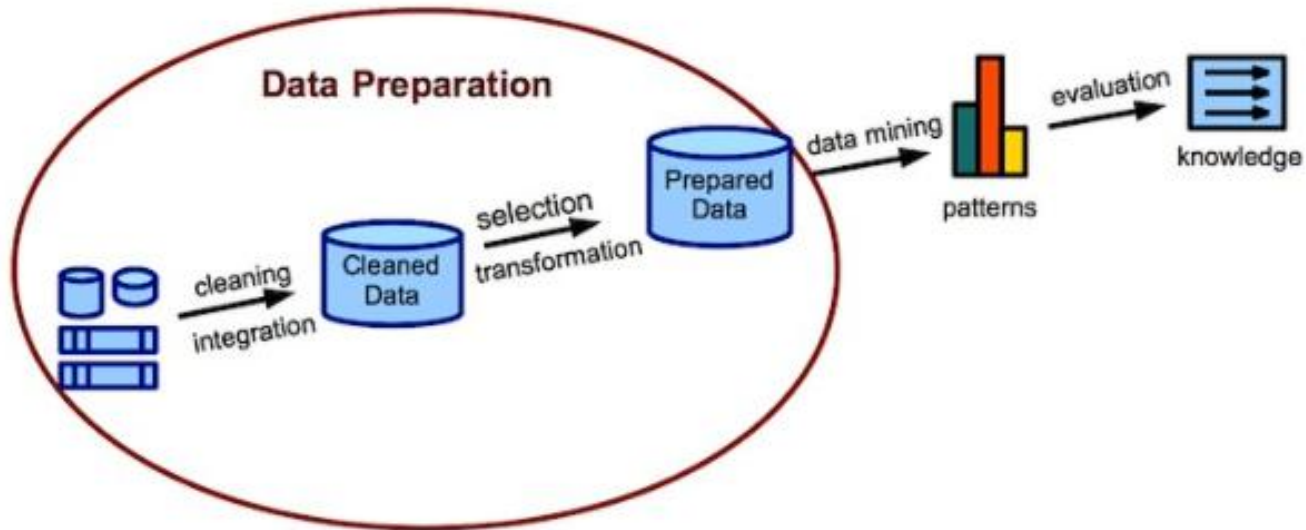 Data Preparation
cleaning
integration
Cleaned
Data
selection
transformation
Prepared
Data
data mining
patterns
evaluation
knowledge